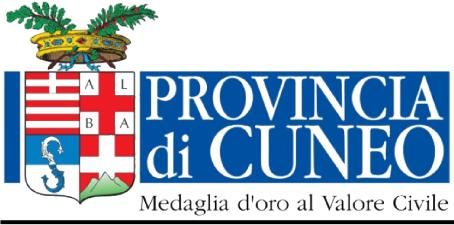 A L
B A
PROVINCIA
di CUNEO
Medaglia d'oro al Valore Civile